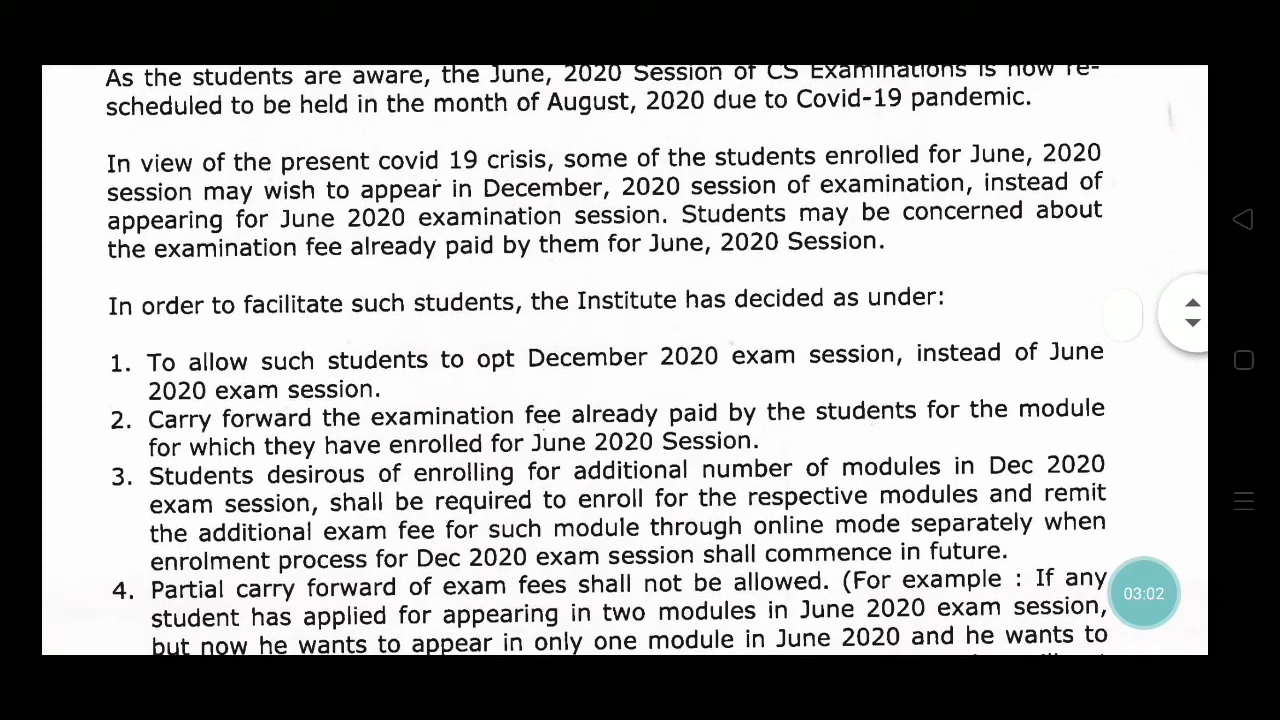 As the students are aware, the June, 2020 Session of CS Examinations is now re-
scheduled to be held in the month of August, 2020 due to Covid-19 pandemic.
In view of the present covid 19 crisis, some of the students enrolled for June, 2020
session may wish to appear in December, 2020 session of examination, instead of
appearing for June 2020 examination session. Students may be concerned about
the examination fee already paid by them for June, 2020 Session.
In order to facilitate such students, the Institute has decided as under:
1. To allow such students to opt December 2020 exam session, instead of June
2020 exam session.
2. Carry forward the examination fee already paid by the students for the module
for which they have enrolled for June 2020 Session.
3. Students desirous of enrolling for additional number of modules in Dec 2020
exam session, shall be required to enroll for the respective modules and remit
the additional exam fee for such module through online mode separately when
enrolment process for Dec 2020 exam session shall commence in future.
4. Partial carry forward of exam fees shall not be allowed. (For example : If any
student has applied for appearing in two modules in June 2020 exam session,
but now he wants to appear in only one module in June 2020 and he wants to
03:02